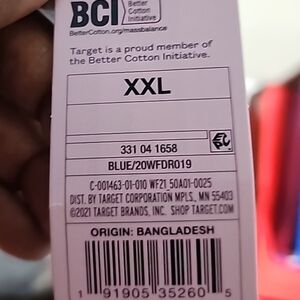 BCI Better
Cotton
Initiative
BetterCotton.org/massbalance
Target is a proud member of
the Better Cotton Initiative.
XXL
331 04 1658
BLUE/20WFDR019
C-001463-01-010 WF21_50A01-0025
DIST. BY TARGET CORPORATION MPLS., MN 55403
©2021 TARGET BRANDS, INC. SHOP TARGET.COM
ORIGIN: BANGLADESH
1 91905 35260 5